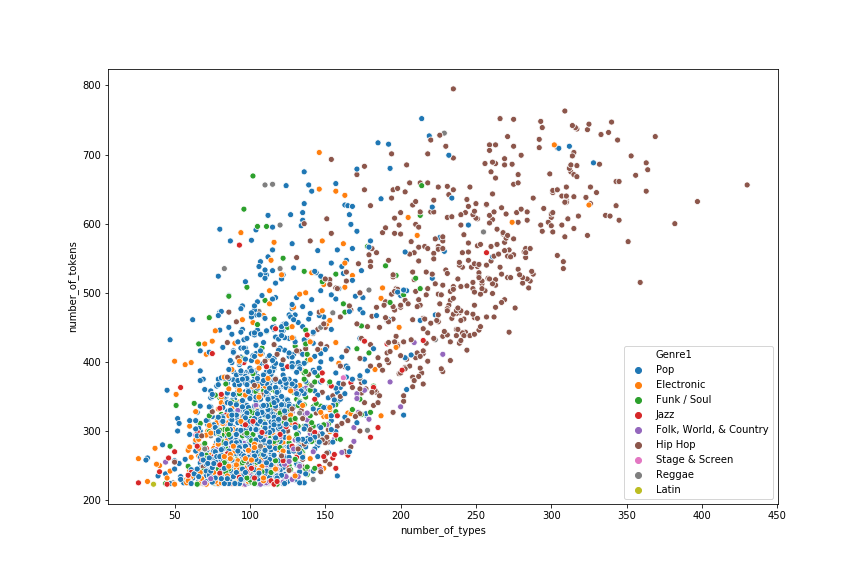 800
700
600
500
400
300
200
number_of_tokens
50
100
150
200
250
300
350
400
450
number_of_types
Genre1
Pop
Electronic
Funk / Soul
Jazz
Folk, World, & Country
Hip Hop
Stage & Screen
Reggae
Latin